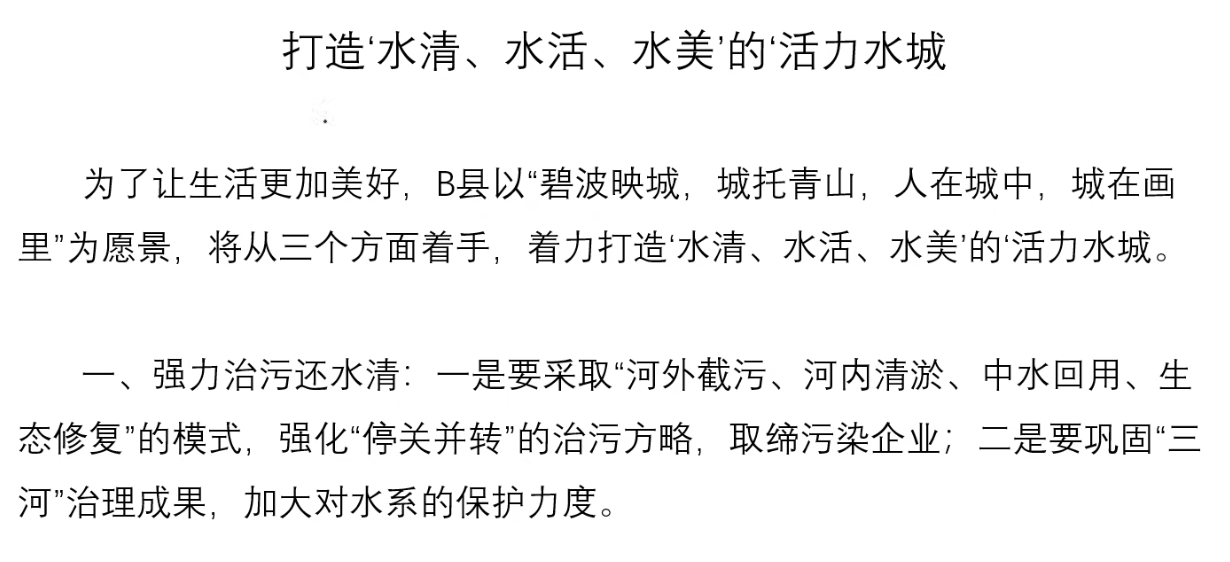 打造‘水清、水活、水美’的‘活力水城
为了让生活更加美好，B县以“碧波映城，城托青山，人在城中，城在画
里”为愿景，将从三个方面着手，着力打造‘水清、水活、水美’的‘活力水城。
一、强力治污还水清：一是要采取“河外截污、河内清淤、中水回用、生
态修复”的模式，强化“停关并转”的治污方略，取缔污染企业；二是要巩固“三
河”治理成果，加大对水系的保护力度。